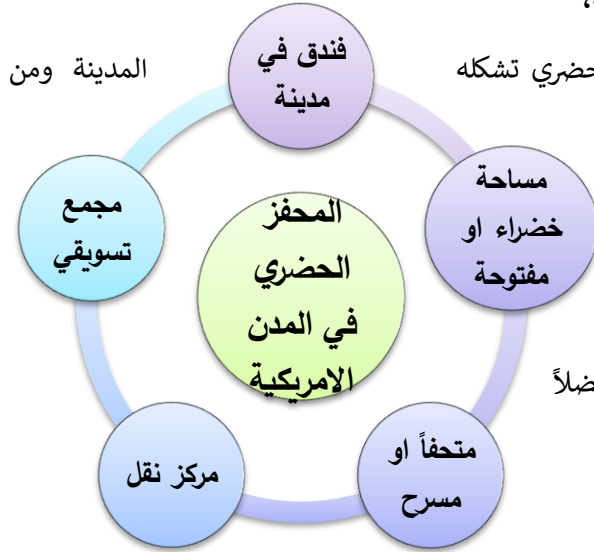 حضري تشكله
المدينة ومن
فندق في
مدينة
مساحة
خضراء او
مفتوحة
مجمع
تسويقي
المحفز
الحضري
في المدن
الامريكية
متحفاً او
مسرح
مركز نقل